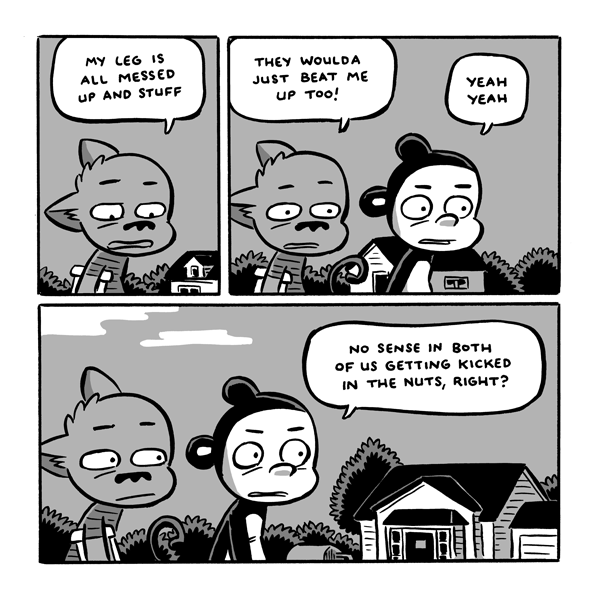 MY LEG IS
ALL MESSED
UP AND STUFF
THEY WOULDA
JUST BEAT ME
UP TOO!
YEAH
YEAH
NO SENSE IN BOTH
OF US GETTING KICKED
IN THE NUTS, RIGHT?